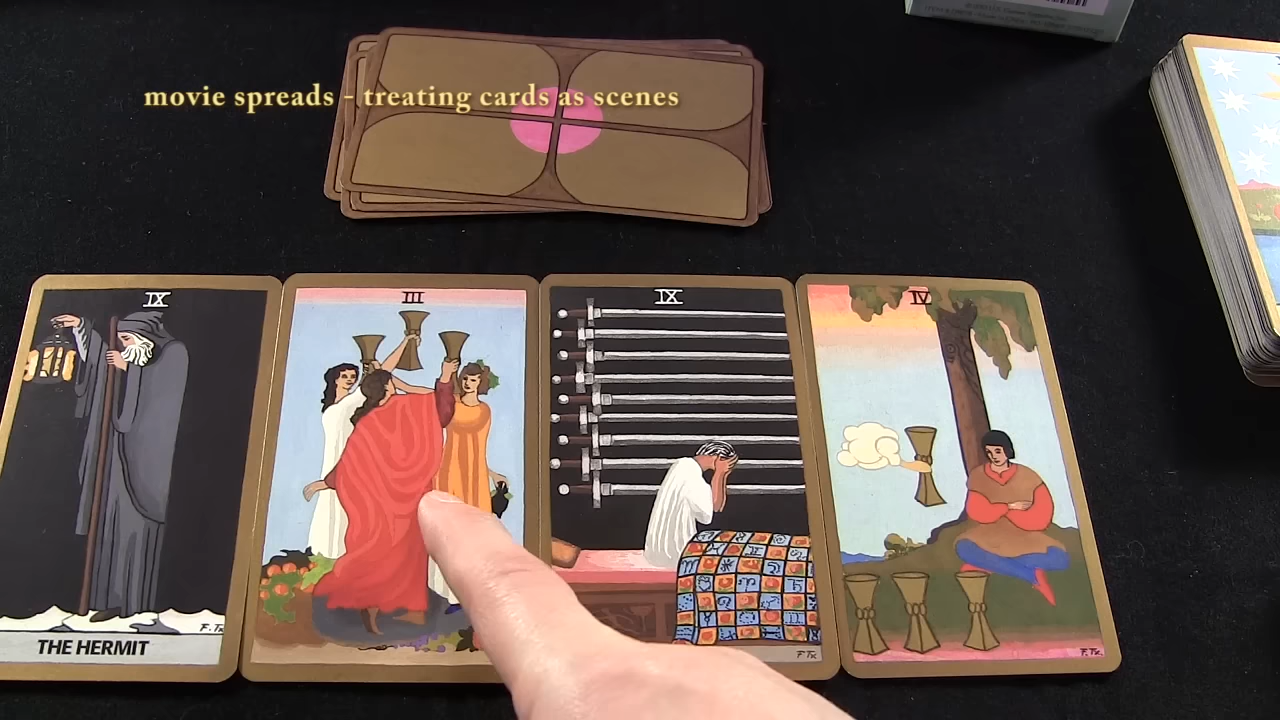 movie spreads - treating cards as scenes
IX
III
IX
IV
THE HERMIT